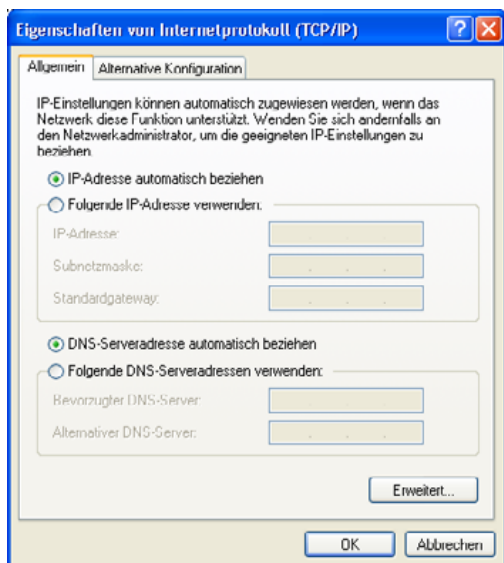 Eigenschaften von Internetprotokoll (TCP/IP)
Allgemein
Alternative Konfiguration
IP-Einstellungen können automatisch zugewiesen werden, wenn das
Netzwerk diese Funktion unterstützt. Wenden Sie sich andernfalls an
den Netzwerkadministrator, um die geeigneten IP-Einstellungen zu
beziehen.
IP-Adresse automatisch beziehen
Folgende IP-Adresse verwenden:
IP-Adresse:
Subnetzmaske:
Standardgateway:
DNS-Serveradresse automatisch beziehen
Folgende DNS-Serveradressen verwenden:
Bevorzugter DNS-Server:
Alternativer DNS-Server:
Erweitert...
OK
Abbrechen